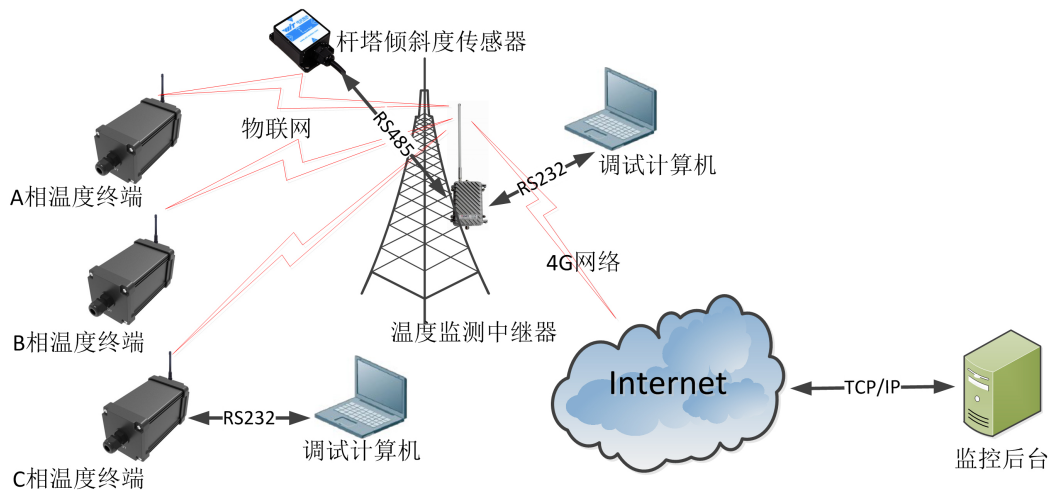 杆塔倾斜度传感器
物联网
RS485
RS232
调试计算机
A相温度终端
4G网络
B相温度终端
温度监测中继器
Internet
TCP/IP
RS232
调试计算机
监控后台
C相温度终端